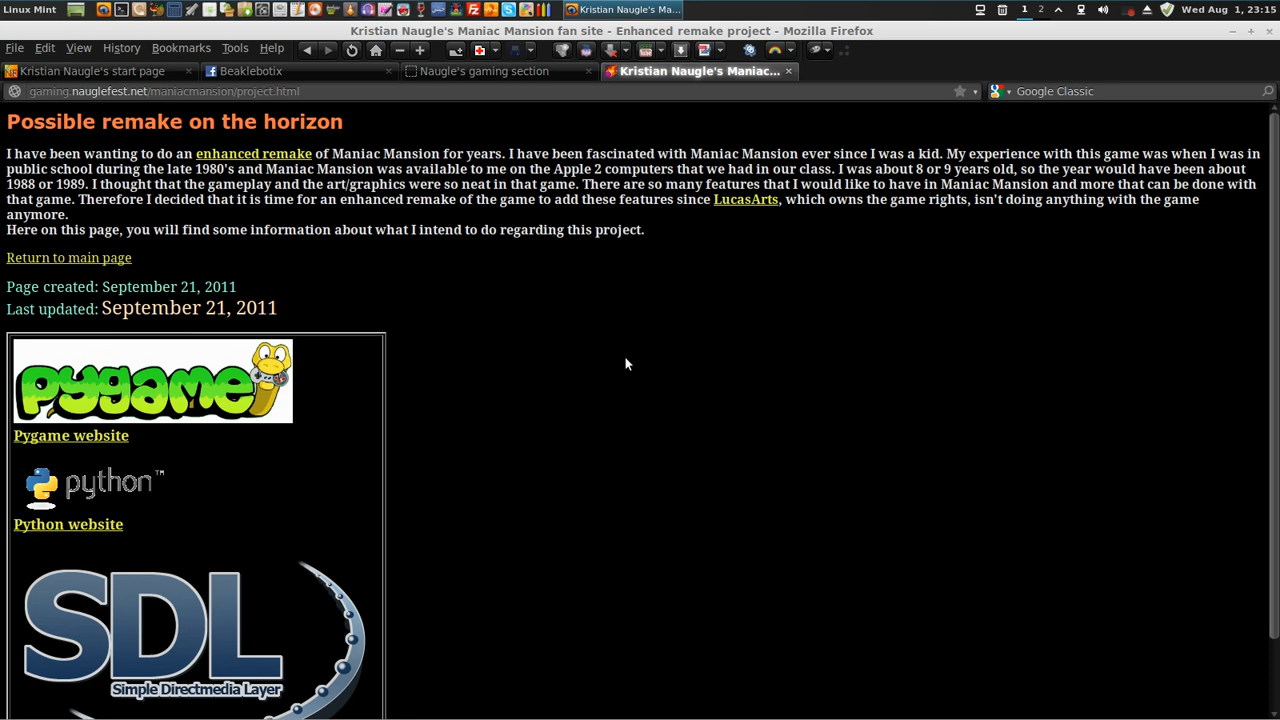 Linux Mint
Kristian Naugle's Ma...
Wed Aug 1, 23:15
Kristian Naugle's Maniac Mansion fan site - Enhanced remake project - Mozilla Firefox
File Edit View History Bookmarks Tools Help
Kristian Naugle's start page
Beaklebotix
Naugle's gaming section
Kristian Naugle's Maniac...
gaming.nauglefest.net/maniacmansion/project.html
Google Classic
Possible remake on the horizon
I have been wanting to do an enhanced remake of Maniac Mansion for years. I have been fascinated with Maniac Mansion ever since I was a kid. My experience with this game was when I was in
public school during the late 1980's and Maniac Mansion was available to me on the Apple 2 computers that we had in our class. I was about 8 or 9 years old, so the year would have been about
1988 or 1989. I thought that the gameplay and the art/graphics were so neat in that game. There are so many features that I would like to have in Maniac Mansion and more that can be done with
that game. Therefore I decided that it is time for an enhanced remake of the game to add these features since LucasArts, which owns the game rights, isn't doing anything with the game
anymore.
Here on this page, you will find some information about what I intend to do regarding this project.
Return to main page
Page created: September 21, 2011
Last updated: September 21, 2011
pygame
Pygame website
python™
Python website
SDL
Simple Directmedia Layer